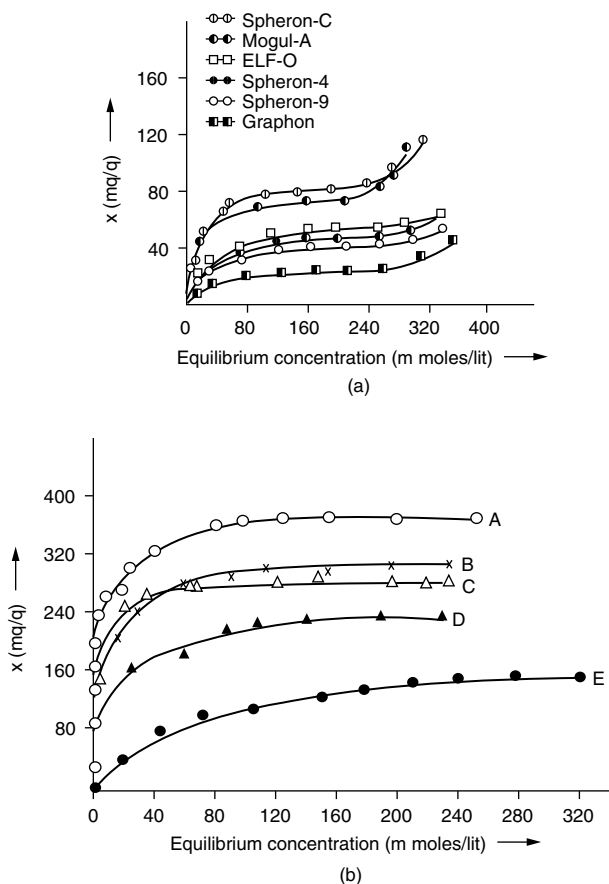 Spheron-C
Mogul-A
ELF-O
Spheron-4
Spheron-9
Graphon
160
120
80
40
x (mq/q)
0 80 160 240 320 400
Equilibrium concentration (m moles/lit)
(a)
400
320
240
160
80
x (mq/q)
A
B
C
D
E
0 40 80 120 160 200 240 280 320
Equilibrium concentration (m moles/lit)
(b)